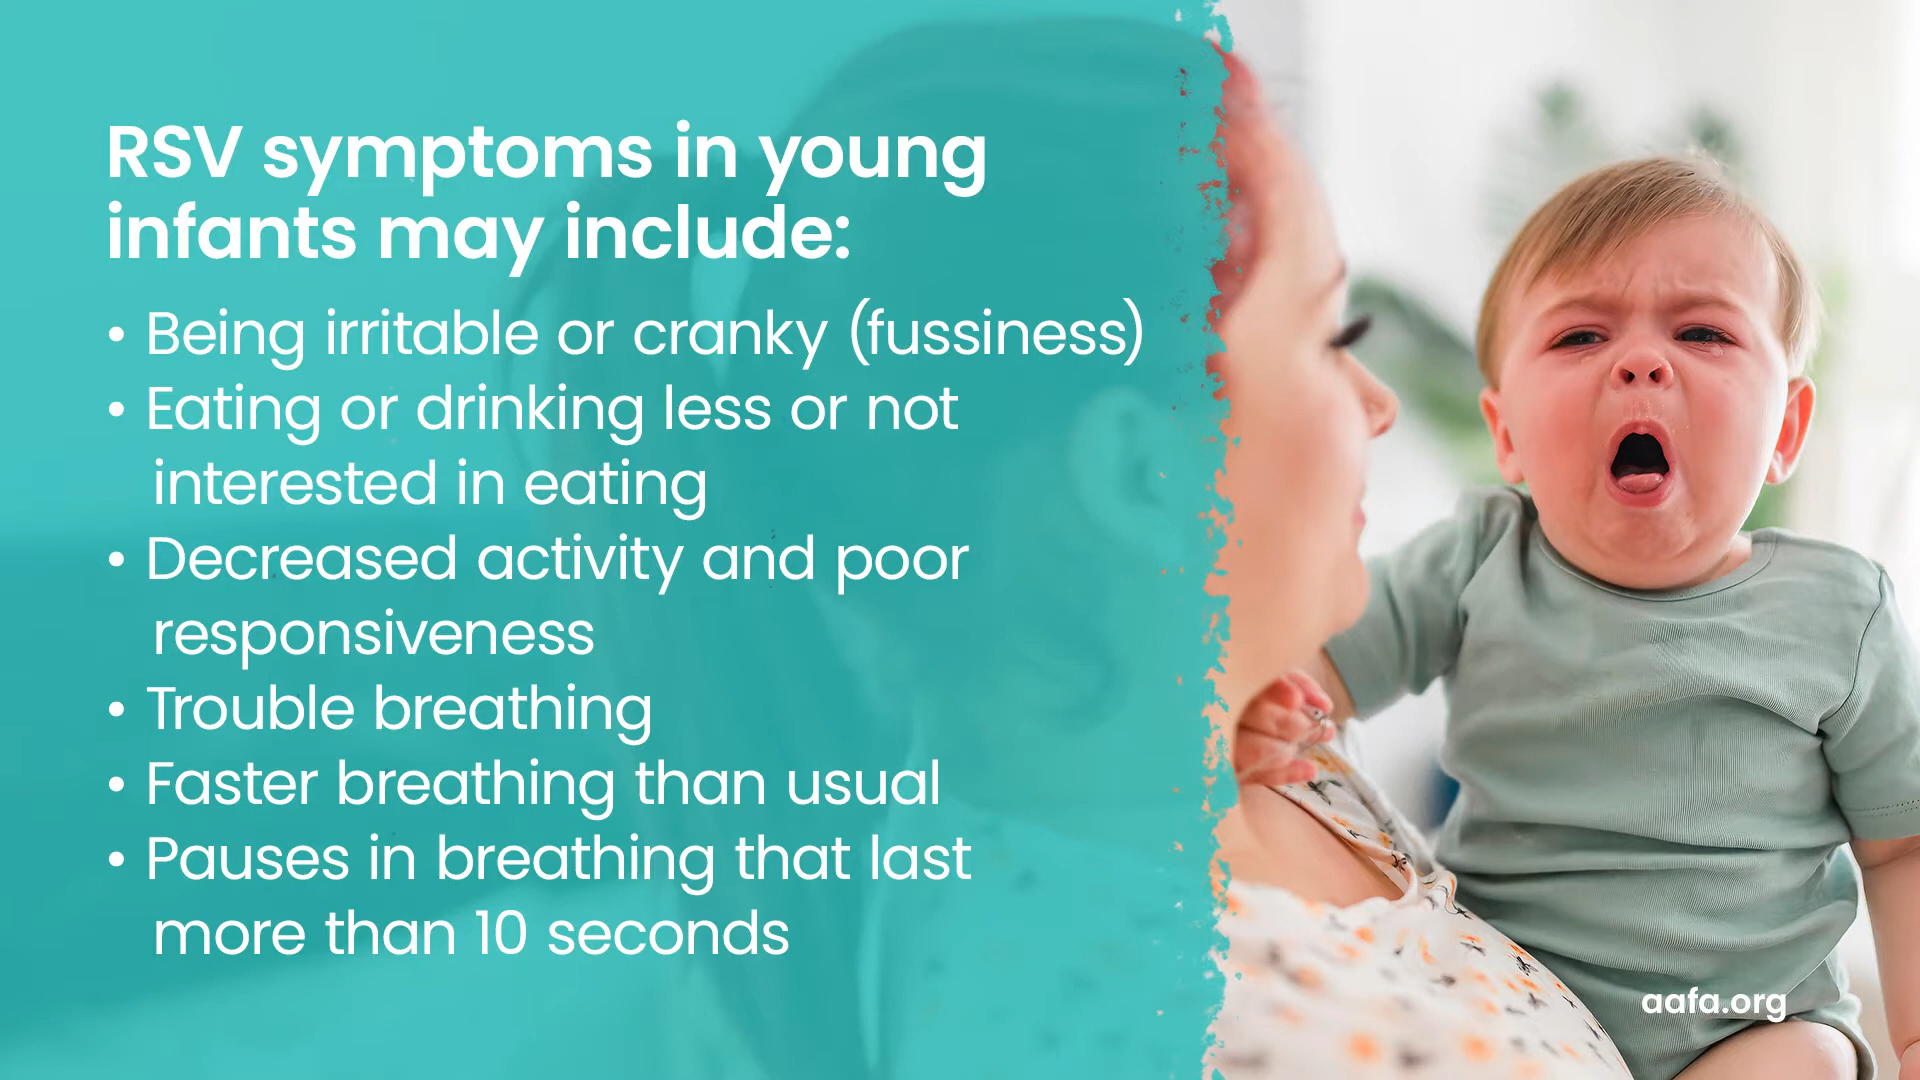 RSV symptoms in young
infants may include:
• Being irritable or cranky (fussiness)
• Eating or drinking less or not
interested in eating
• Decreased activity and poor
responsiveness
• Trouble breathing
• Faster breathing than usual
• Pauses in breathing that last
more than 10 seconds
aafa.org